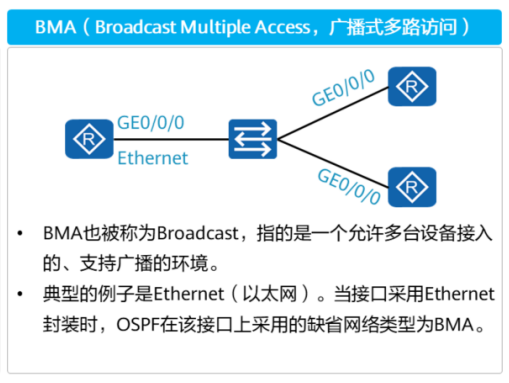 BMA（Broadcast Multiple Access，广播式多路访问）
GE0/0/0
R
GE0/0/0
R
Ethernet
GE0/0/0
R
• BMA也被称为Broadcast，指的是一个允许多台设备接入
的、支持广播的环境。
• 典型的例子是Ethernet（以太网）。当接口采用Ethernet
封装时，OSPF在该接口上采用的缺省网络类型为BMA。